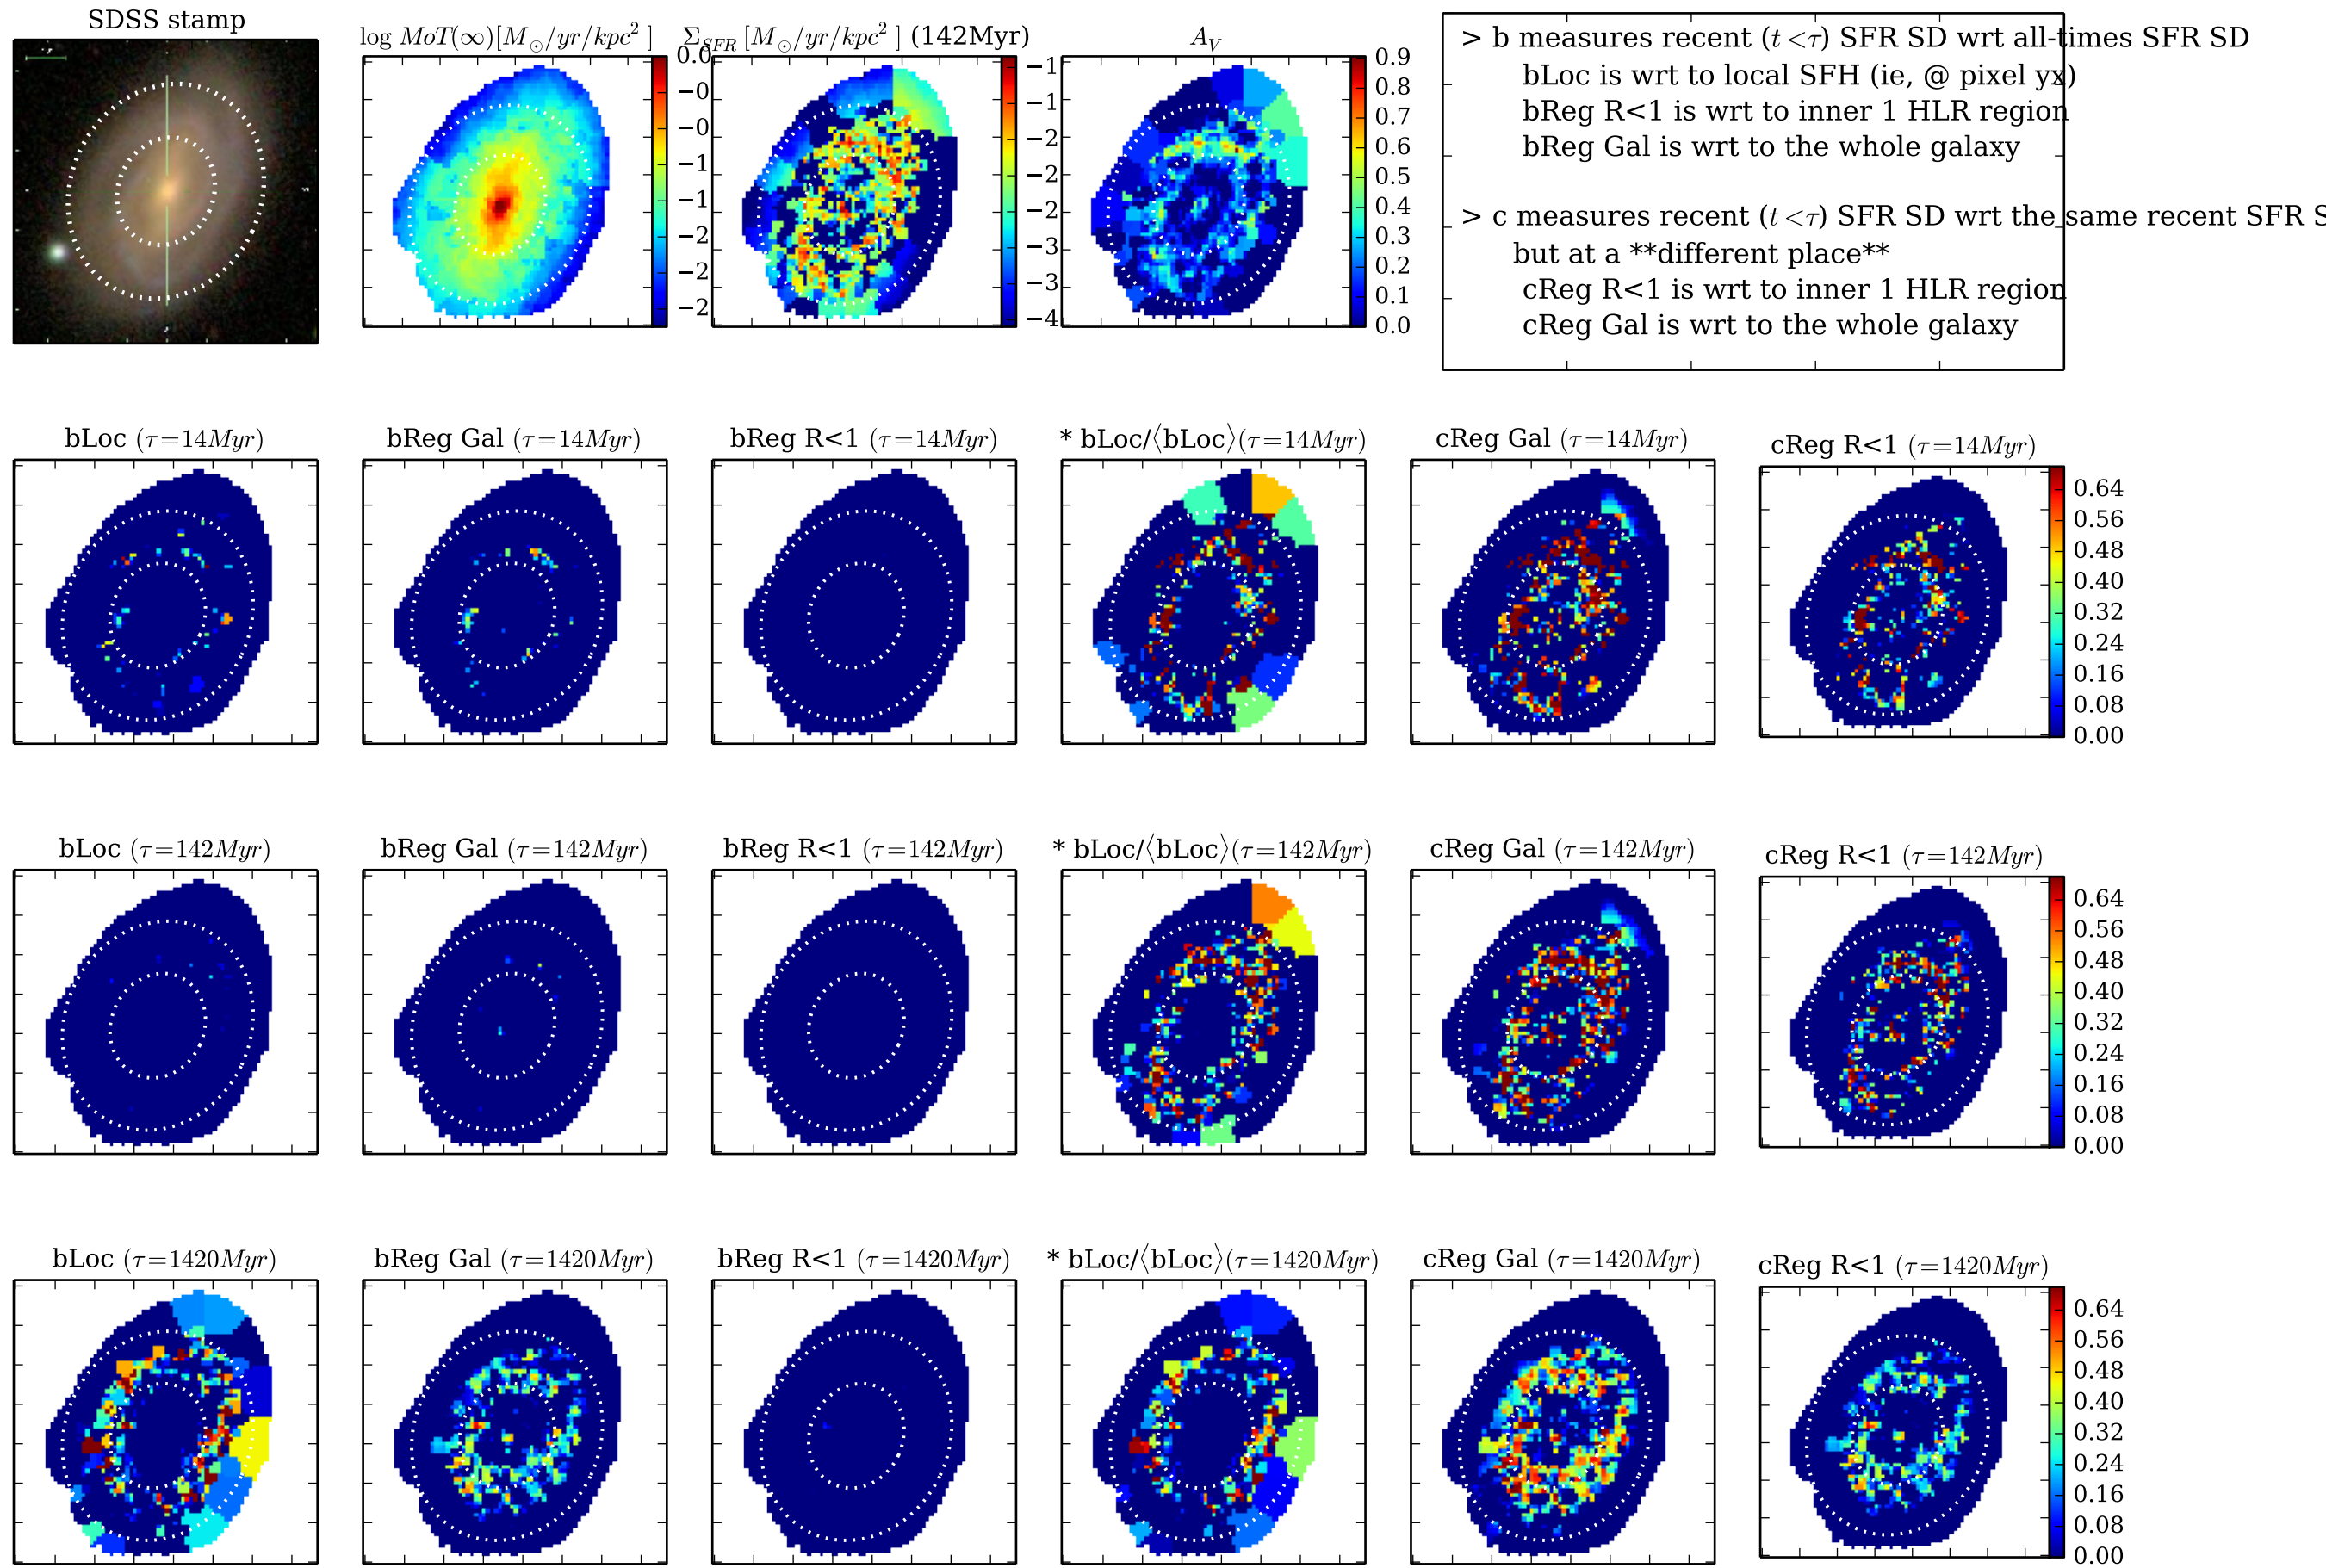 SDSS stamp
log MoT(∞)[M⊙/yr/kpc² ]
Σ_SFR [M⊙/yr/kpc² ] (142Myr)
A_V
0.0
−0
−0
−1
−1
−2
−2
−1
−1
−2
−2
−2
−3
−3
−4
0.9
0.8
0.7
0.6
0.5
0.4
0.3
0.2
0.1
0.0
> b measures recent (t<τ) SFR SD wrt all-times SFR SD
bLoc is wrt to local SFH (ie, @ pixel yx)
bReg R<1 is wrt to inner 1 HLR region
bReg Gal is wrt to the whole galaxy
> c measures recent (t<τ) SFR SD wrt the same recent SFR S
but at a **different place**
cReg R<1 is wrt to inner 1 HLR region
cReg Gal is wrt to the whole galaxy
bLoc (τ=14Myr)
bReg Gal (τ=14Myr)
bReg R<1 (τ=14Myr)
* bLoc/⟨bLoc⟩(τ=14Myr)
cReg Gal (τ=14Myr)
cReg R<1 (τ=14Myr)
0.64
0.56
0.48
0.40
0.32
0.24
0.16
0.08
0.00
bLoc (τ=142Myr)
bReg Gal (τ=142Myr)
bReg R<1 (τ=142Myr)
* bLoc/⟨bLoc⟩(τ=142Myr)
cReg Gal (τ=142Myr)
cReg R<1 (τ=142Myr)
0.64
0.56
0.48
0.40
0.32
0.24
0.16
0.08
0.00
bLoc (τ=1420Myr)
bReg Gal (τ=1420Myr)
bReg R<1 (τ=1420Myr)
* bLoc/⟨bLoc⟩(τ=1420Myr)
cReg Gal (τ=1420Myr)
cReg R<1 (τ=1420Myr)
0.64
0.56
0.48
0.40
0.32
0.24
0.16
0.08
0.00